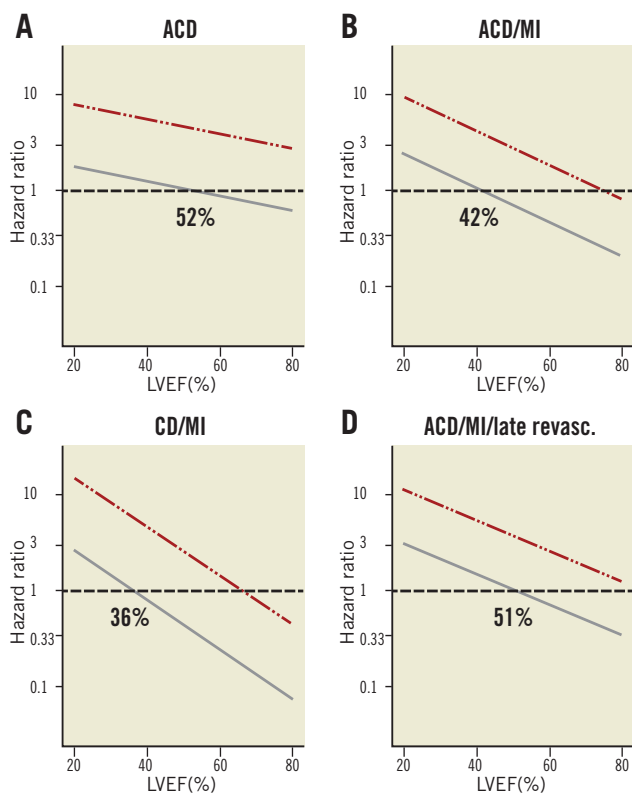 A
ACD
Hazard ratio
10
3
1
0.33
0.1
52%
20 40 60 80
LVEF(%)
B
ACD/MI
Hazard ratio
10
3
1
0.33
0.1
42%
20 40 60 80
LVEF(%)
C
CD/MI
Hazard ratio
10
3
1
0.33
0.1
36%
20 40 60 80
LVEF(%)
D
ACD/MI/late revasc.
Hazard ratio
10
3
1
0.33
0.1
51%
20 40 60 80
LVEF(%)